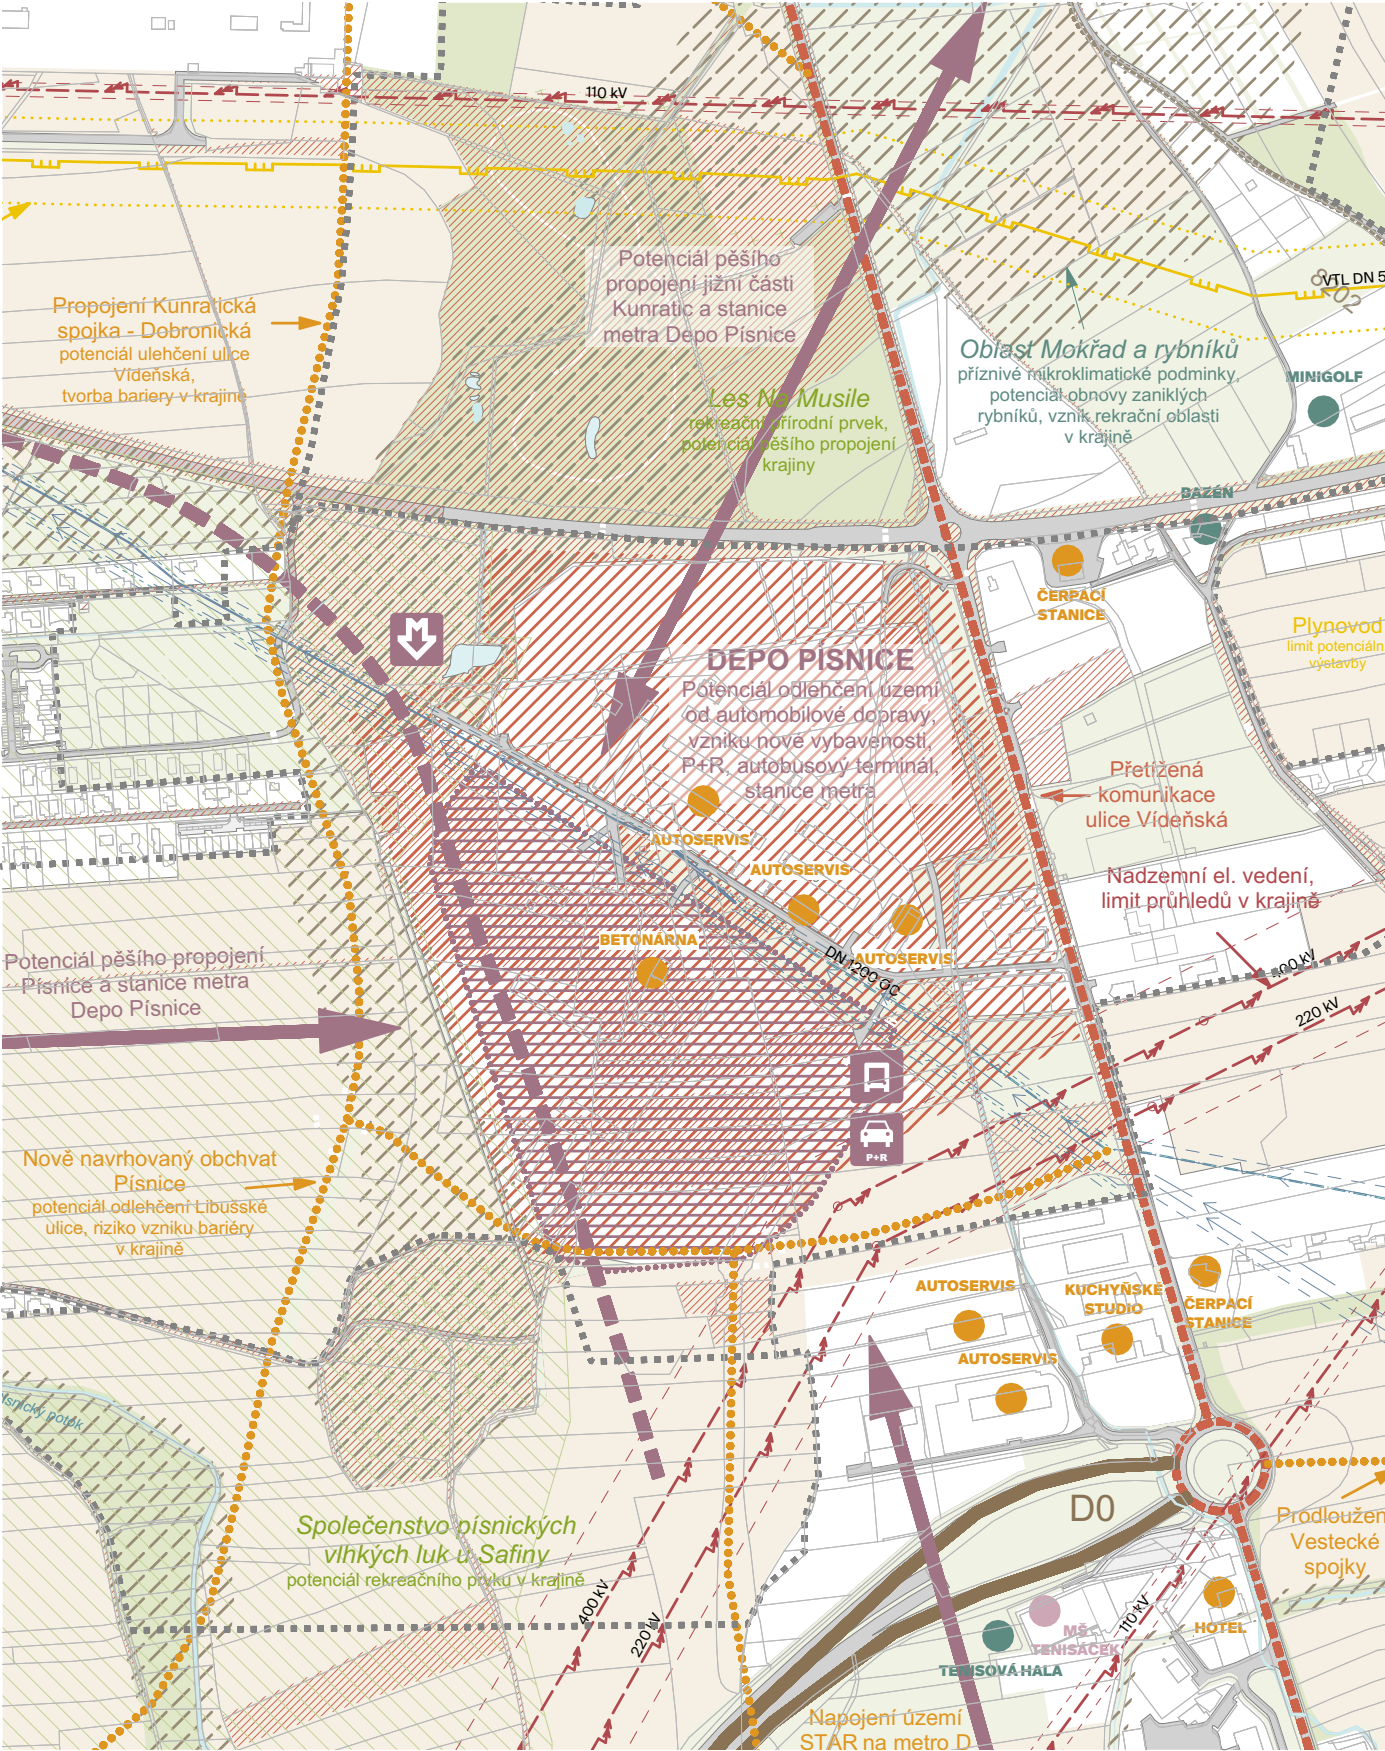 110 kV
Potenciál pěšího
propojení jižní části
Kunratic a stanice
metra Depo Písnice
VTL DN 5
8202
Propojení Kunratická
spojka - Dobronická
potenciál ulehčení ulice
Vídeňská,
tvorba bariery v krajině
Oblast Mokřad a rybníků
příznivé mikroklimatické podminky,
potenciál obnovy zaniklých
rybníků, vznik rekrační oblasti
v krajině
MINIGOLF
Les Na Musile
rekreační přírodní prvek,
potenciál pěšího propojení
krajiny
BAZÉN
ČERPACÍ
STANICE
Plynovod
limit potenciáln
výstavby
DEPO PÍSNICE
Potenciál odlehčení uzemí
od automobilové dopravy,
vzniku nové vybavenosti,
P+R, autobusový terminál,
stanice metra
Přetížená
komunikace
ulice Vídeňská
AUTOSERVIS
AUTOSERVIS
Nadzemní el. vedení,
limit průhledů v krajině
BETONÁRNA
AUTOSERVIS
DN 1200 OC
400 kV
220 kV
Potenciál pěšího propojení
Písnice a stanice metra
Depo Písnice
P+R
Nově navrhovaný obchvat
Písnice
potenciál odlehčení Libušské
ulice, riziko vzniku bariéry
v krajině
AUTOSERVIS
KUCHYŇSKÉ
STUDIO
ČERPACÍ
STANICE
AUTOSERVIS
ísnický potok
D0
Společenstvo písnických
vlhkých luk u Safiny
potenciál rekreačního prvku v krajině
Prodloužen
Vestecké
spojky
400 kV
220 kV
110 kV
MŠ
TENISÁČEK
HOTEL
TENISOVÁ HALA
Napojení území
STAR na metro D